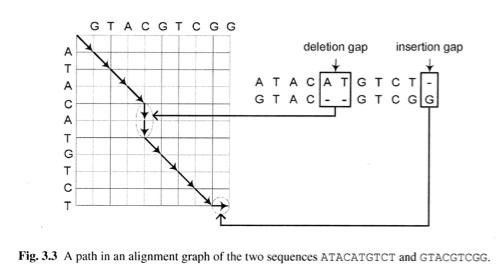 G T A C G T C G G
A
T
A
C
A
T
G
T
C
T
deletion gap
insertion gap
A T A C A T G T C T -
G T A C - - G T C G G
Fig. 3.3 A path in an alignment graph of the two sequences ATACATGTCT and GTACGTCGG.